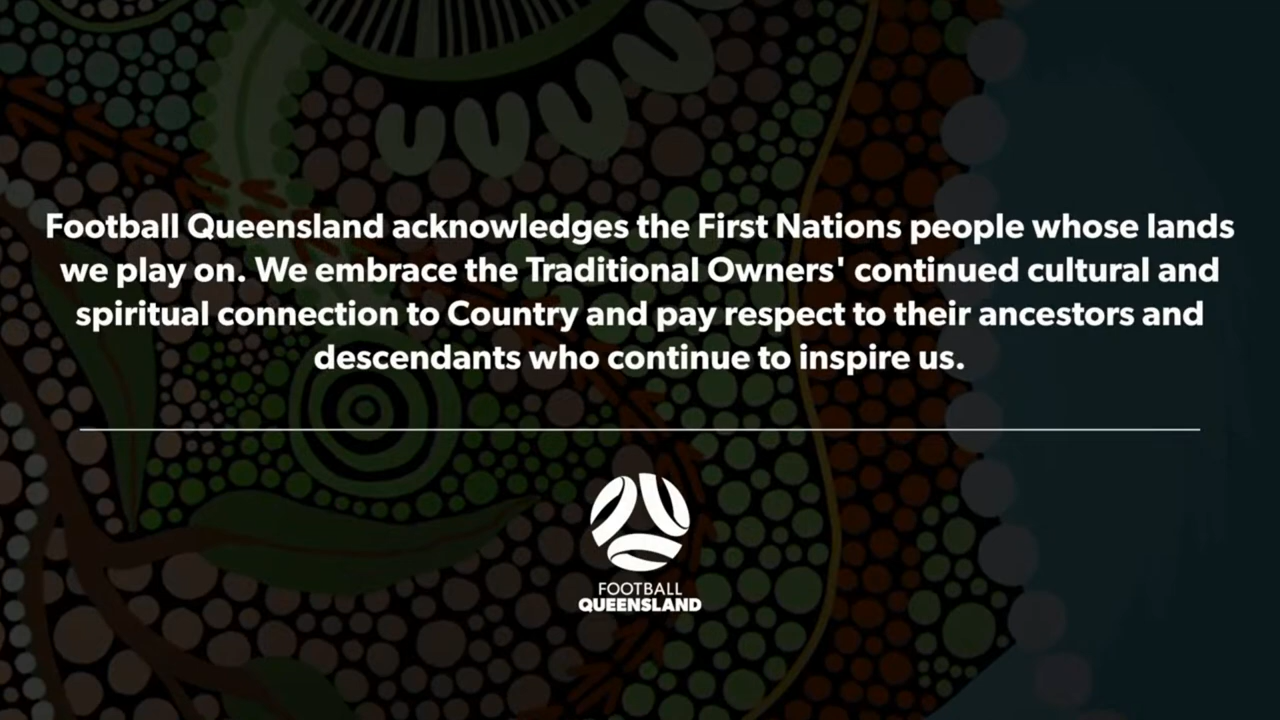 Football Queensland acknowledges the First Nations people whose lands
we play on. We embrace the Traditional Owners' continued cultural and
spiritual connection to Country and pay respect to their ancestors and
descendants who continue to inspire us.
FOOTBALL
QUEENSLAND